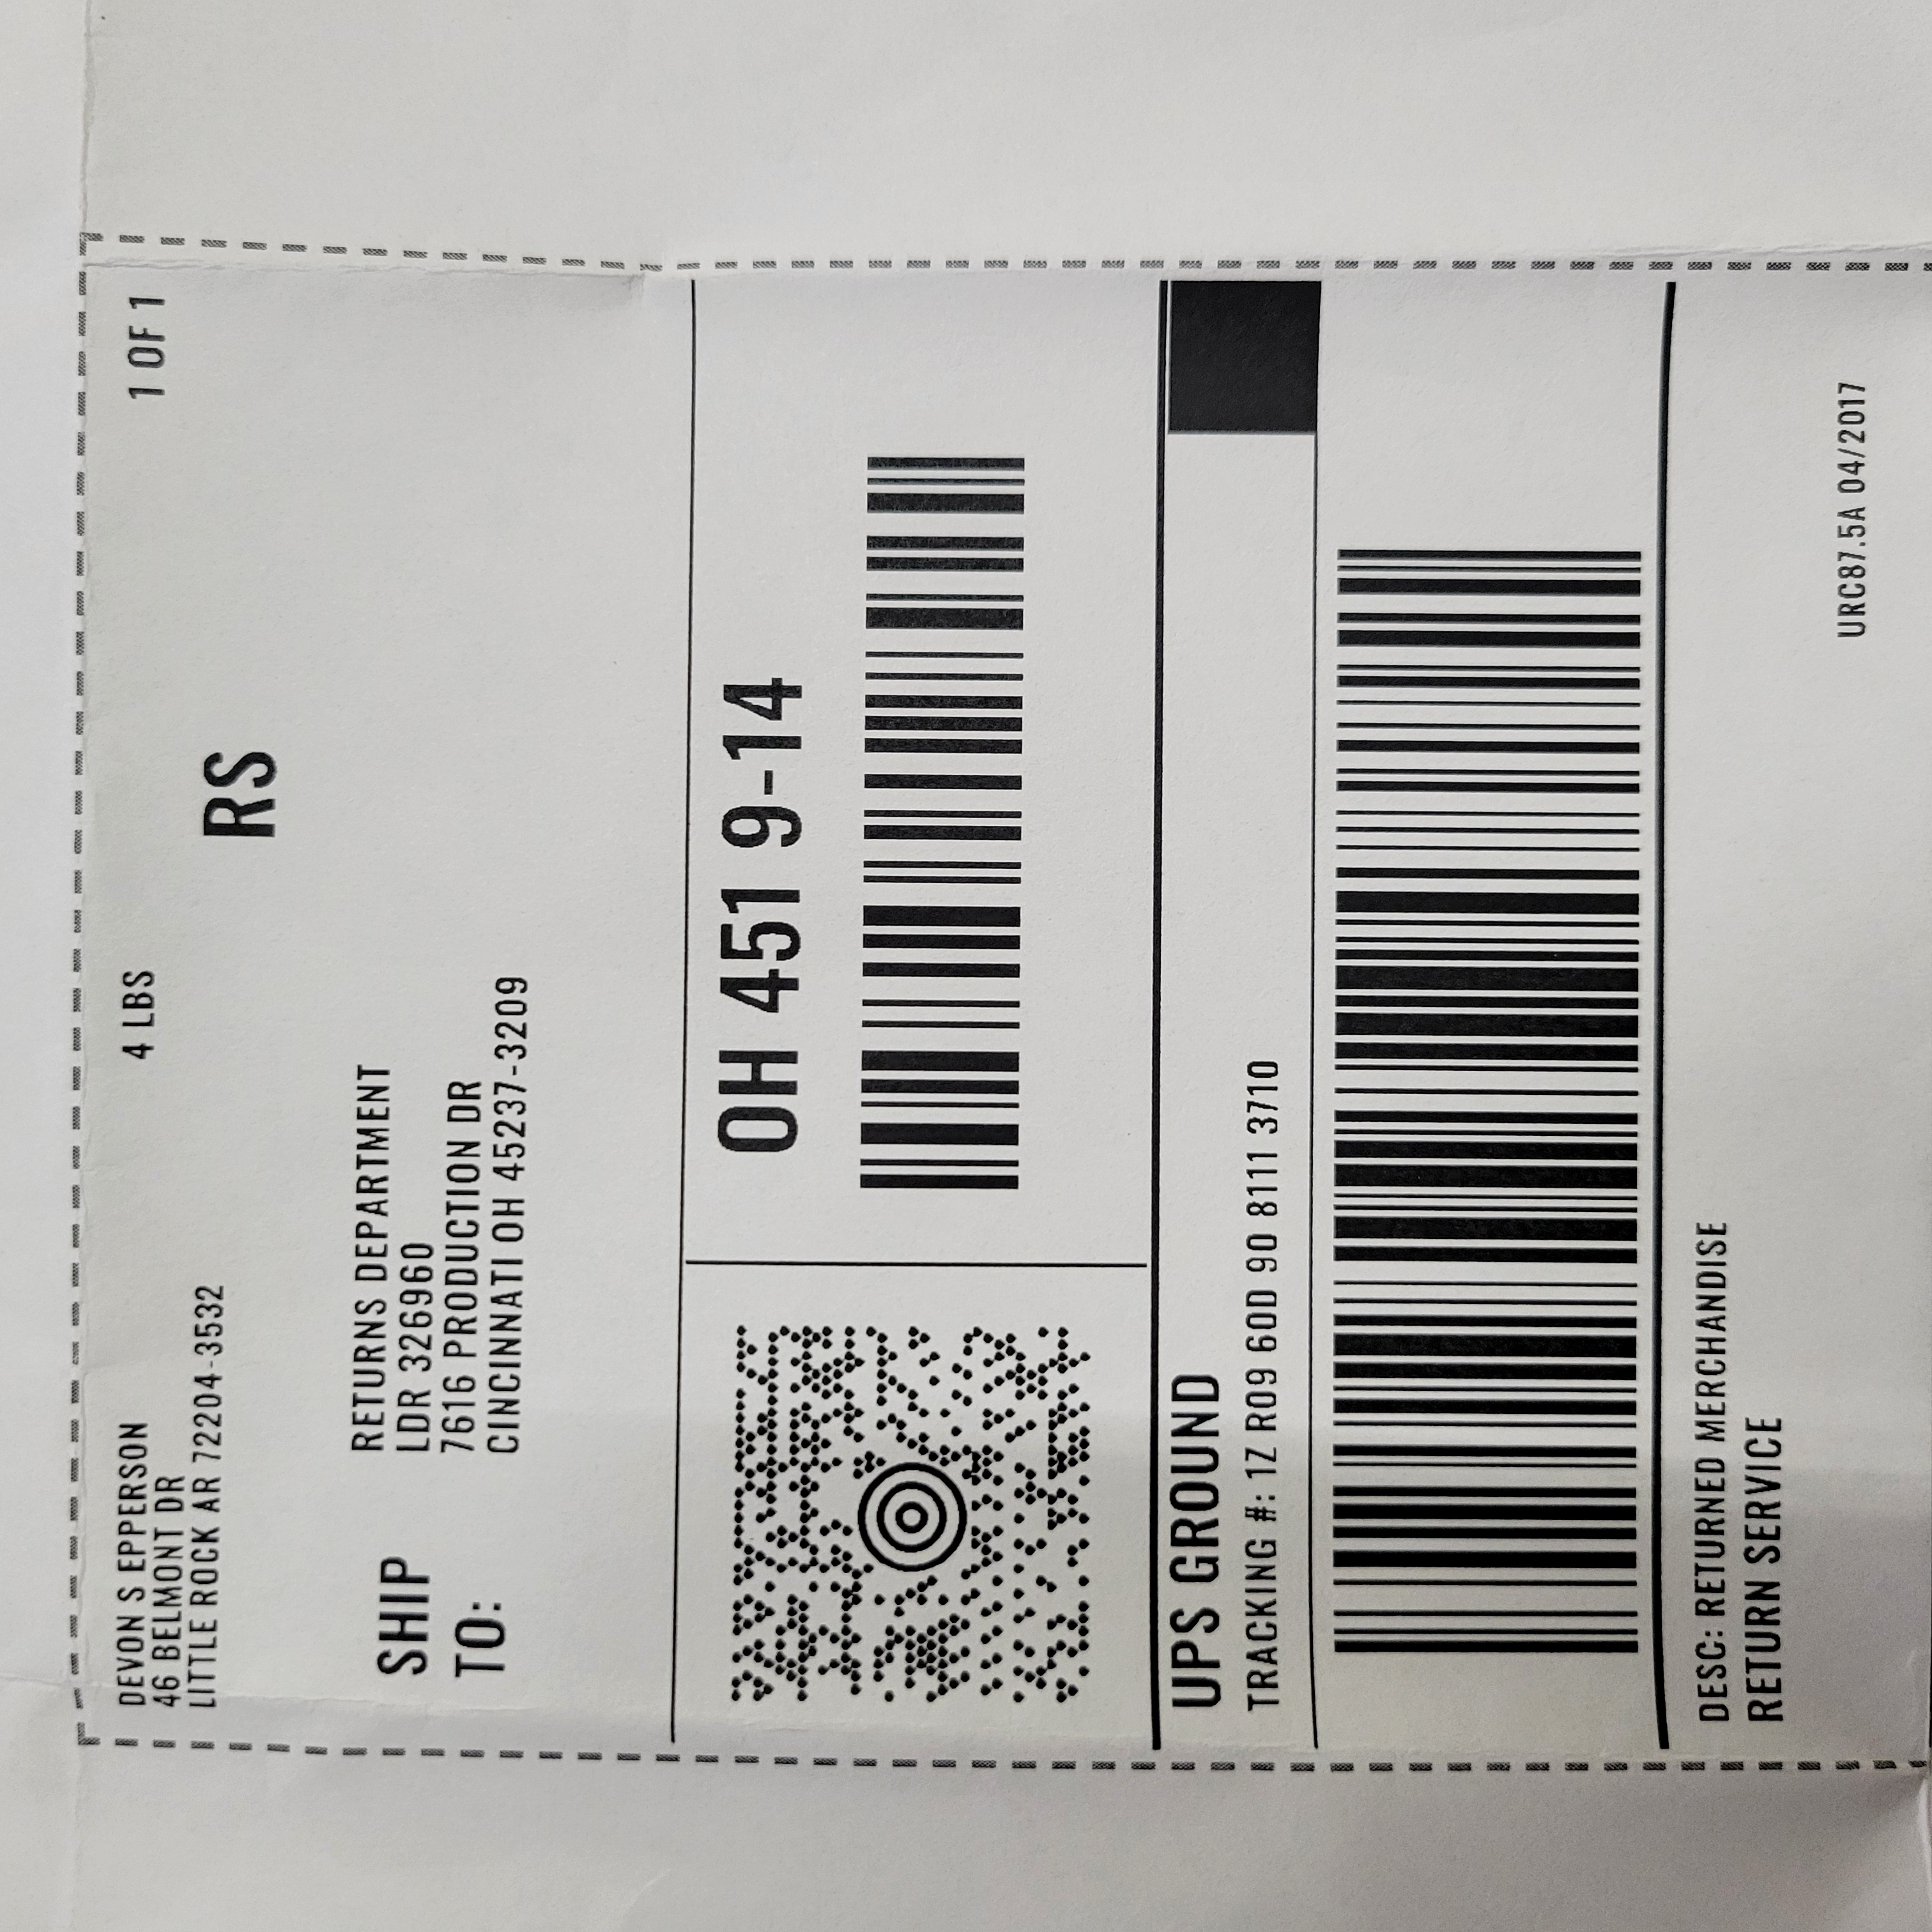 DEVON S EPPERSON
46 BELMONT DR
LITTLE ROCK AR 72204-3532
4 LBS
1 OF 1
RS
SHIP
TO:
RETURNS DEPARTMENT
LDR 326960
7616 PRODUCTION DR
CINCINNATI OH 45237-3209
OH 451 9-14
UPS GROUND
TRACKING #: 1Z R09 60D 90 8111 3710
DESC: RETURNED MERCHANDISE
RETURN SERVICE
URC87.5A 04/2017